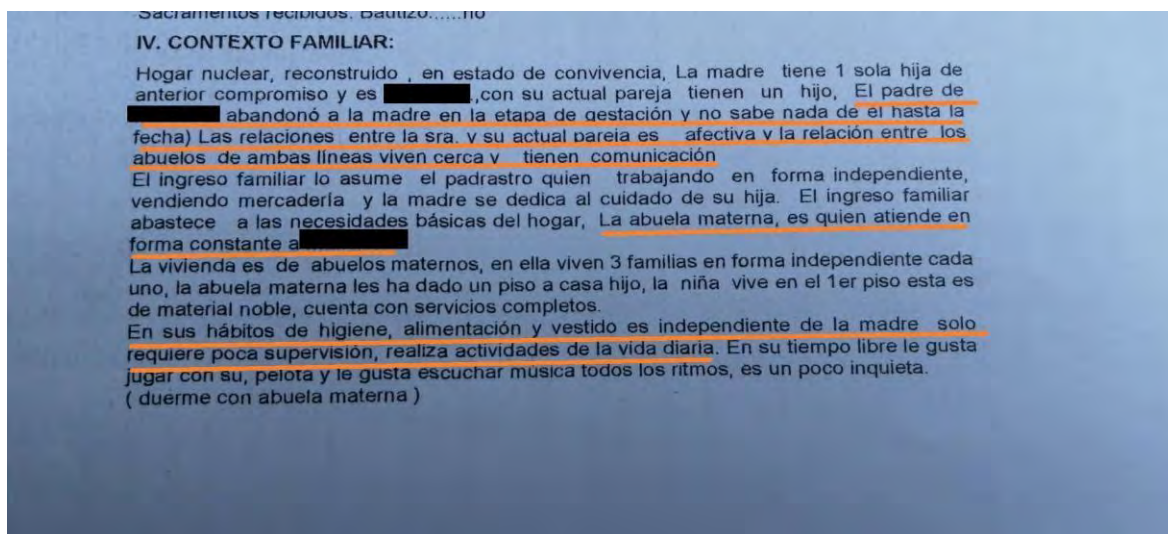 Sacramentos recibidos. Bautizo......no
IV. CONTEXTO FAMILIAR:
Hogar nuclear, reconstruido , en estado de convivencia, La madre tiene 1 sola hija de
anterior compromiso y es .,con su actual pareja tienen un hijo, El padre de
abandonó a la madre en la etapa de gestación y no sabe nada de el hasta la
fecha) Las relaciones entre la sra. y su actual pareja es afectiva y la relación entre los
abuelos de ambas líneas viven cerca y tienen comunicación
El ingreso familiar lo asume el padrastro quien trabajando en forma independiente,
vendiendo mercadería y la madre se dedica al cuidado de su hija. El ingreso familiar
abastece a las necesidades básicas del hogar, La abuela materna, es quien atiende en
forma constante a
La vivienda es de abuelos maternos, en ella viven 3 familias en forma independiente cada
uno, la abuela materna les ha dado un piso a casa hijo, la niña vive en el 1er piso esta es
de material noble, cuenta con servicios completos.
En sus hábitos de higiene, alimentación y vestido es independiente de la madre solo
requiere poca supervisión, realiza actividades de la vida diaria. En su tiempo libre le gusta
jugar con su, pelota y le gusta escuchar música todos los ritmos, es un poco inquieta.
( duerme con abuela materna )